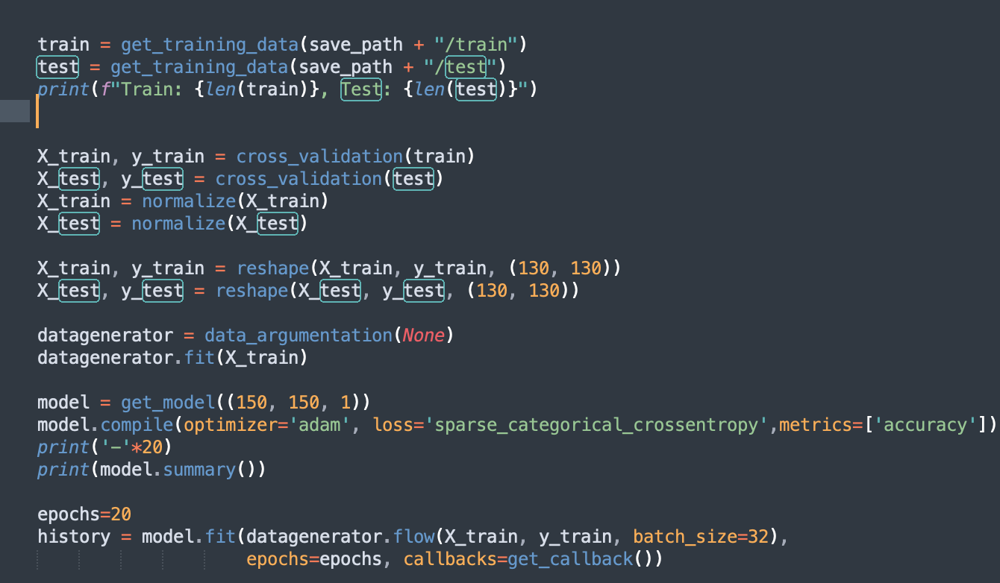 train = get_training_data(save_path + "/train")
test = get_training_data(save_path + "/test")
print(f"Train: {len(train)}, Test: {len(test)}")
X_train, y_train = cross_validation(train)
X_test, y_test = cross_validation(test)
X_train = normalize(X_train)
X_test = normalize(X_test)
X_train, y_train = reshape(X_train, y_train, (130, 130))
X_test, y_test = reshape(X_test, y_test, (130, 130))
datagenerator = data_argumentation(None)
datagenerator.fit(X_train)
model = get_model((150, 150, 1))
model.compile(optimizer='adam', loss='sparse_categorical_crossentropy',metrics=['accuracy'])
print('-'*20)
print(model.summary())
epochs=20
history = model.fit(datagenerator.flow(X_train, y_train, batch_size=32),
epochs=epochs, callbacks=get_callback())